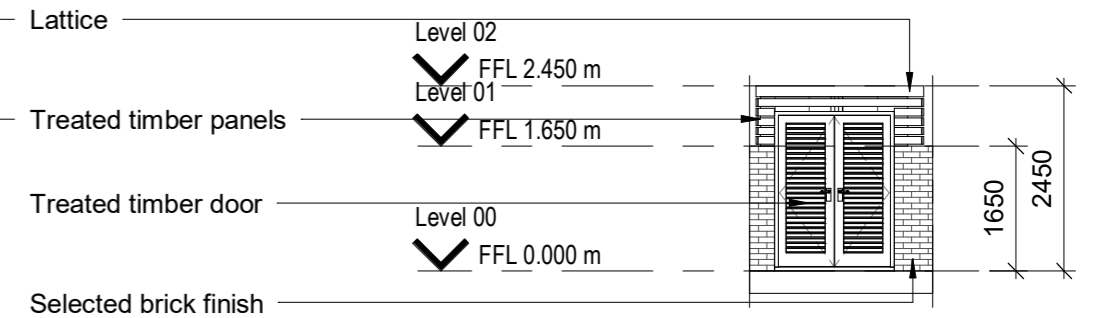 Lattice
Level 02
FFL 2.450 m
Level 01
Treated timber panels
FFL 1.650 m
Treated timber door
Level 00
FFL 0.000 m
Selected brick finish
1650
2450